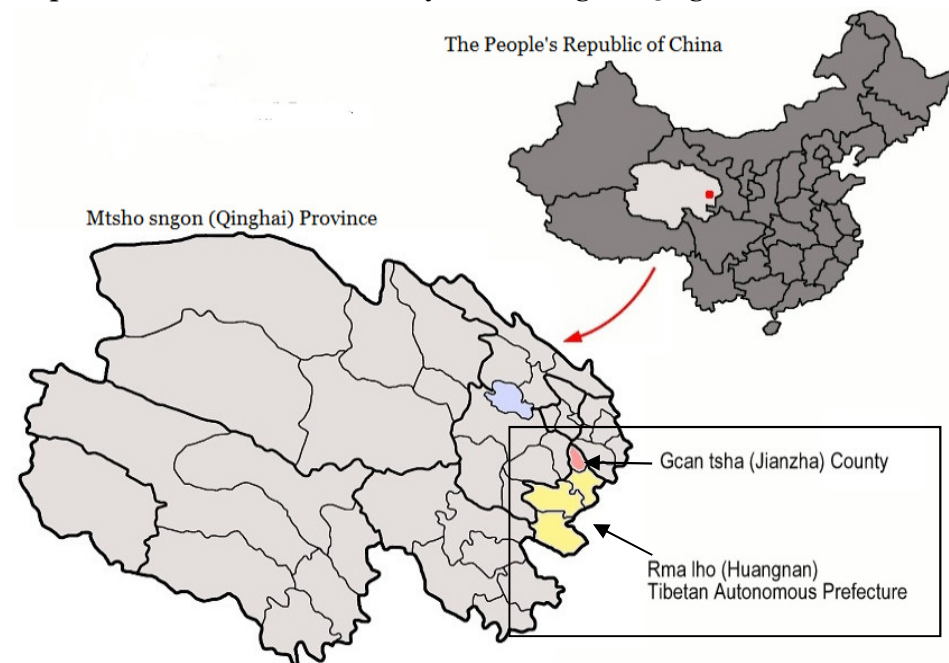 The People's Republic of China
Mtsho sngon (Qinghai) Province
Gcan tsha (Jianzha) County
Rma lho (Huangnan)
Tibetan Autonomous Prefecture